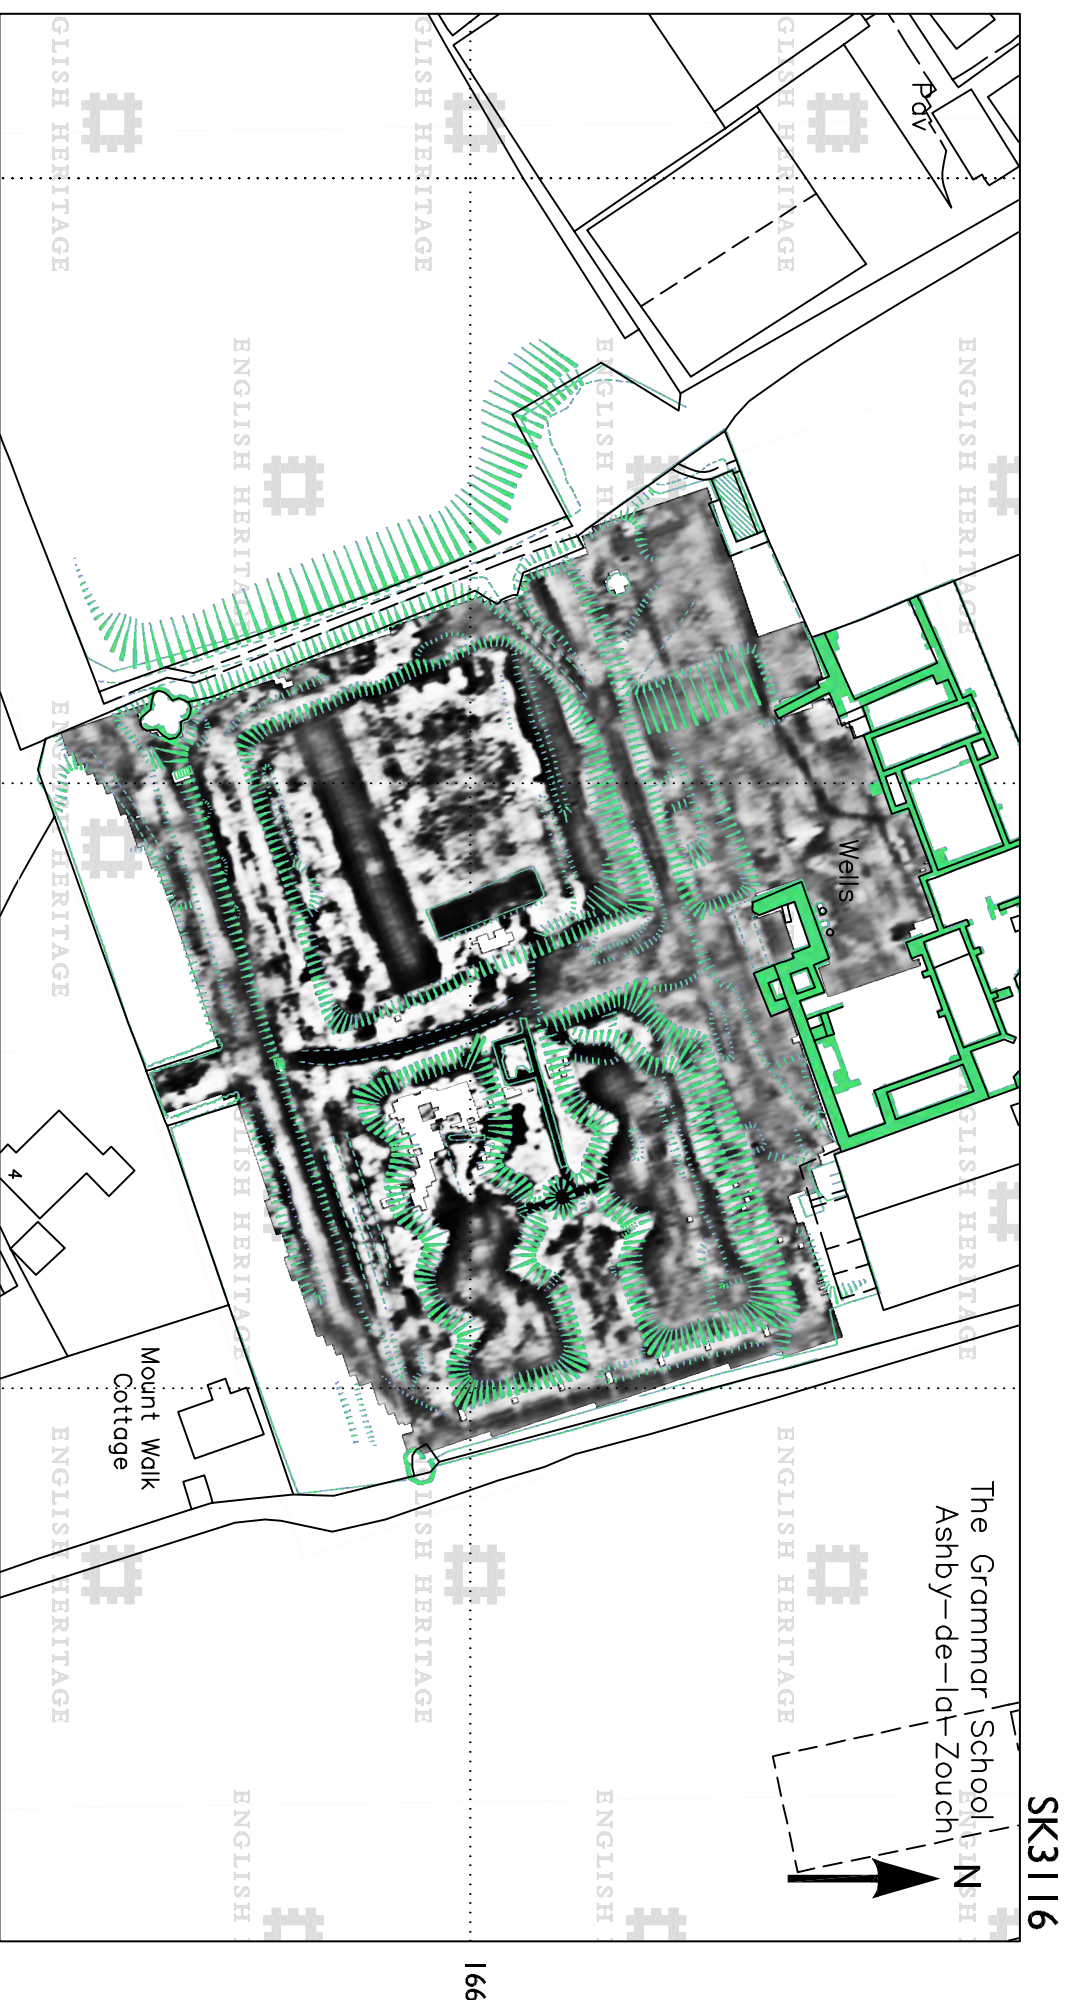 SK3116
N
The Grammar School
Ashby-de-la-Zouch
Pav
Wells
Mount Walk
Cottage
4
166
ENGLISH HERITAGE